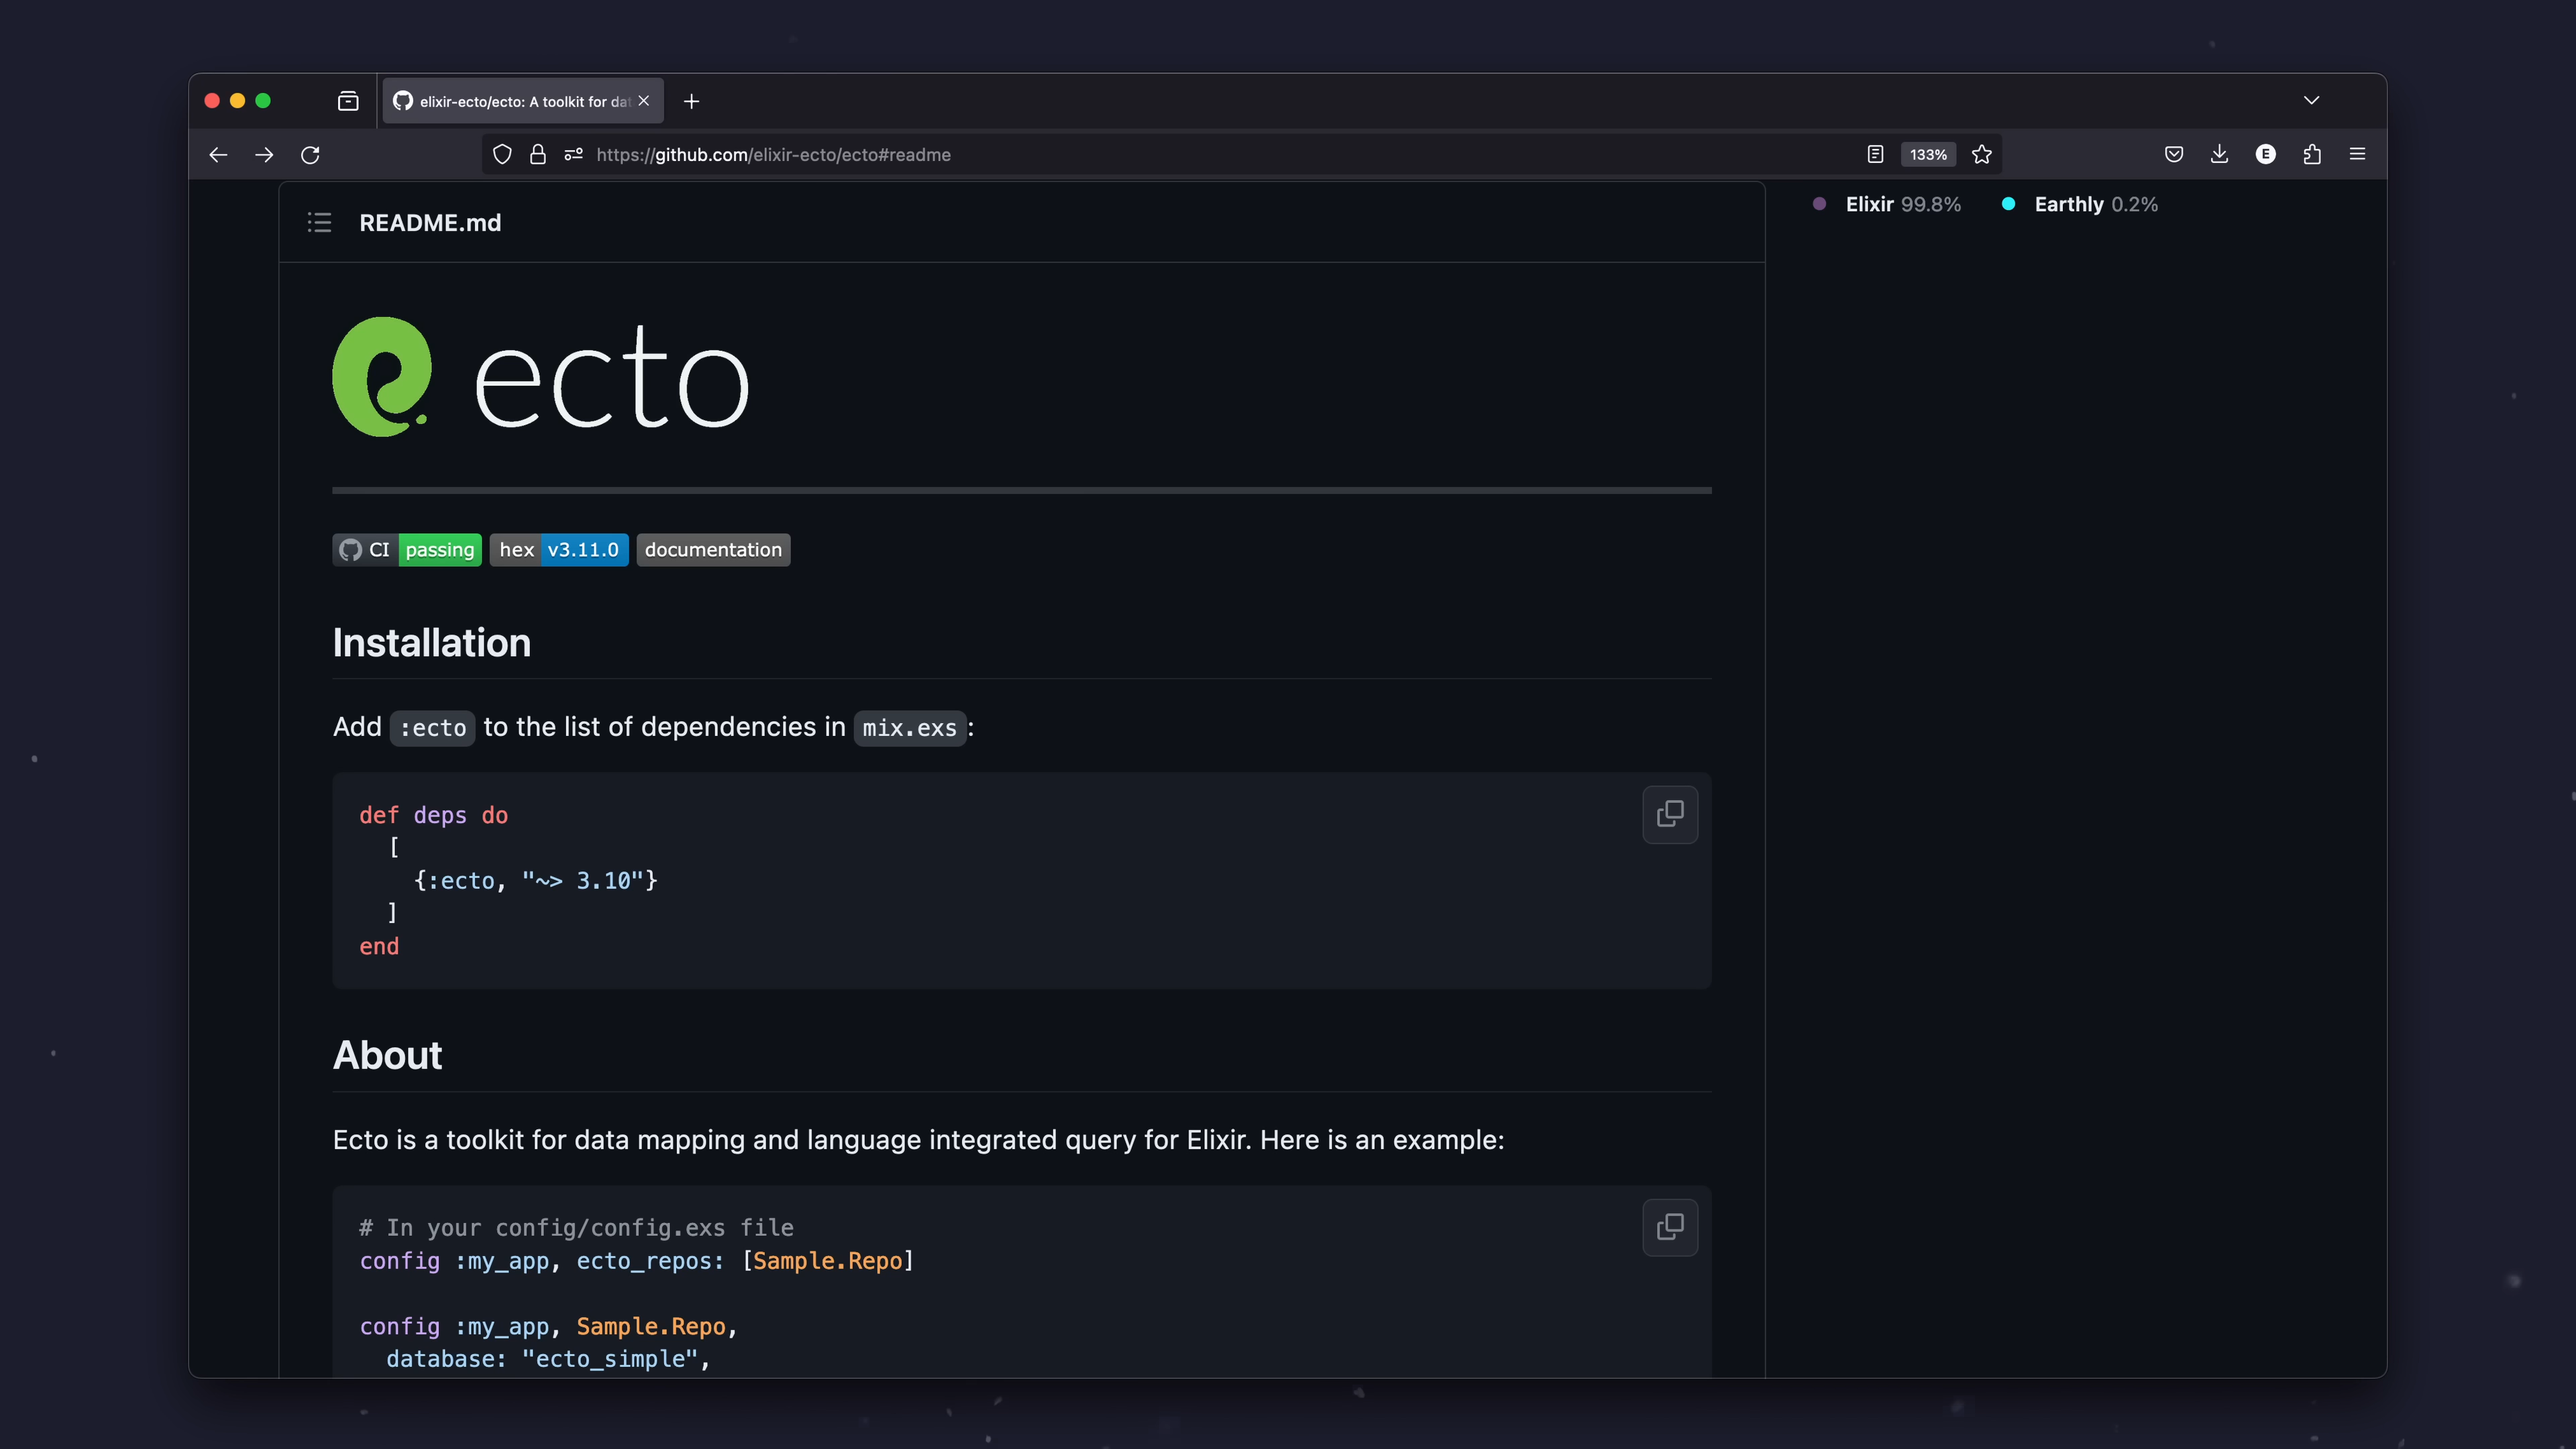 elixir-ecto/ecto: A toolkit for dat
https://github.com/elixir-ecto/ecto#readme
133%
E
README.md
Elixir 99.8% Earthly 0.2%
ecto
CI passing hex v3.11.0 documentation
Installation
Add :ecto to the list of dependencies in mix.exs:
def deps do
[
{:ecto, "~> 3.10"}
]
end
About
Ecto is a toolkit for data mapping and language integrated query for Elixir. Here is an example:
# In your config/config.exs file
config :my_app, ecto_repos: [Sample.Repo]
config :my_app, Sample.Repo,
database: "ecto_simple",